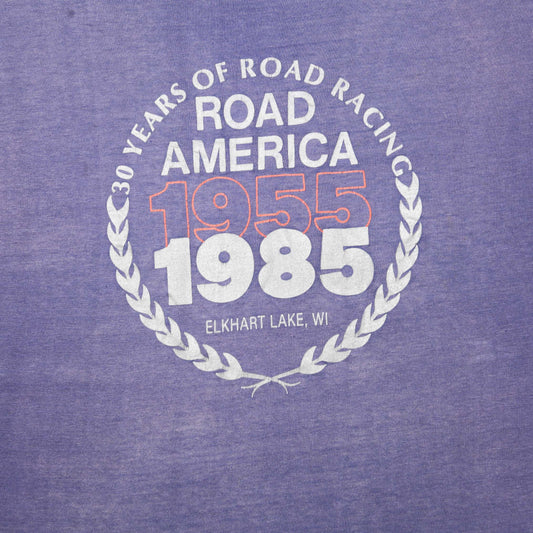 30 YEARS OF ROAD RACING
ROAD
AMERICA
1955
1985
ELKHART LAKE, WI